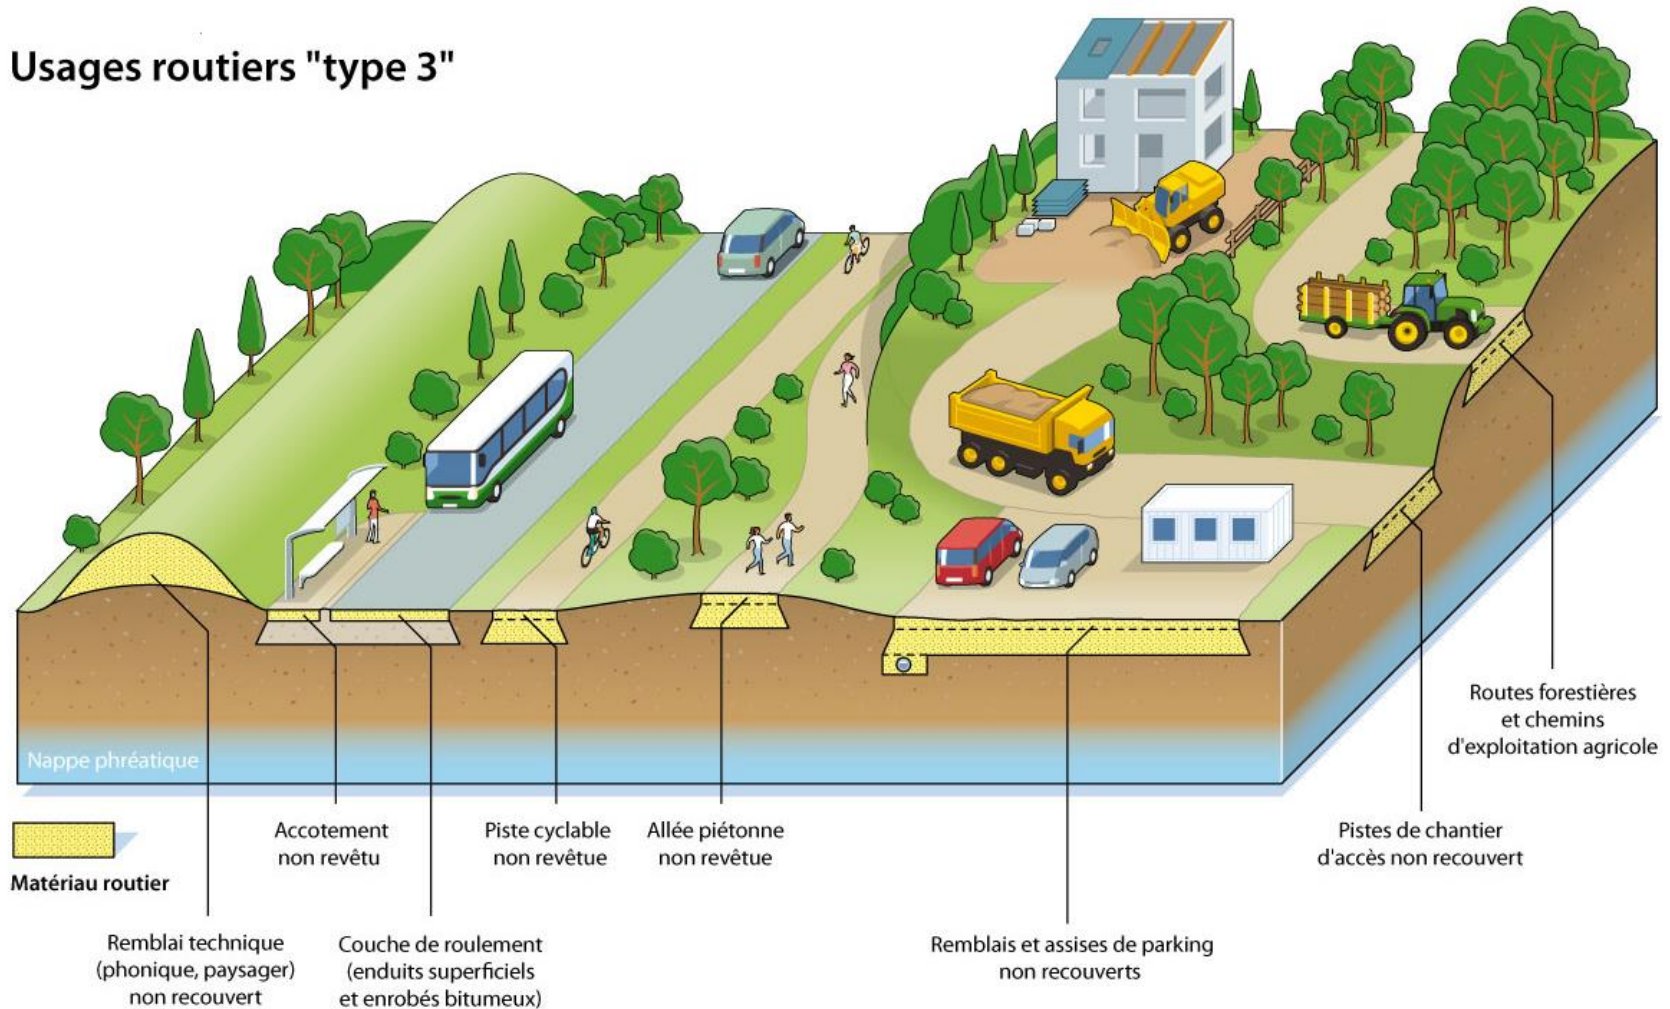 Usages routiers "type 3"
Nappe phréatique
Matériau routier
Remblai technique
(phonique, paysager)
non recouvert
Accotement
non revêtu
Couche de roulement
(enduits superficiels
et enrobés bitumeux)
Piste cyclable
non revêtue
Allée piétonne
non revêtue
Remblais et assises de parking
non recouverts
Pistes de chantier
d'accès non recouvert
Routes forestières
et chemins
d'exploitation agricole